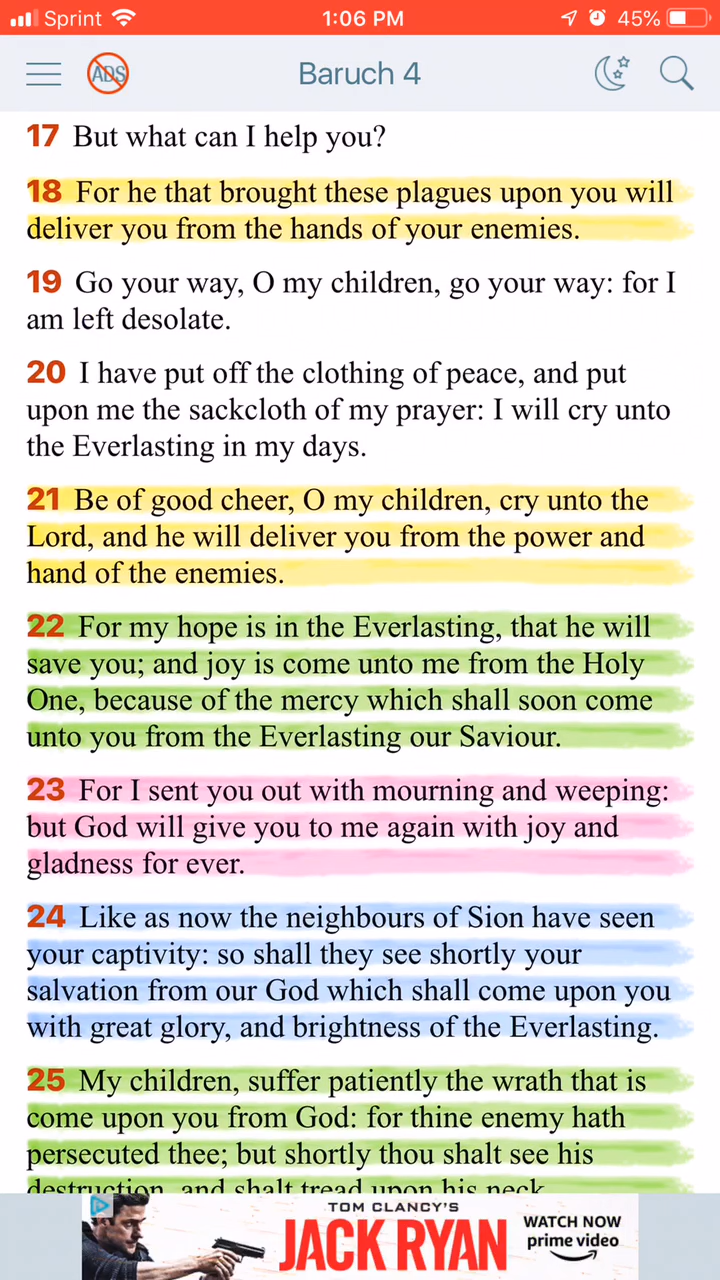 Sprint 1:06 PM 45%
ADS Baruch 4
17 But what can I help you?
18 For he that brought these plagues upon you will
deliver you from the hands of your enemies.
19 Go your way, O my children, go your way: for I
am left desolate.
20 I have put off the clothing of peace, and put
upon me the sackcloth of my prayer: I will cry unto
the Everlasting in my days.
21 Be of good cheer, O my children, cry unto the
Lord, and he will deliver you from the power and
hand of the enemies.
22 For my hope is in the Everlasting, that he will
save you; and joy is come unto me from the Holy
One, because of the mercy which shall soon come
unto you from the Everlasting our Saviour.
23 For I sent you out with mourning and weeping:
but God will give you to me again with joy and
gladness for ever.
24 Like as now the neighbours of Sion have seen
your captivity: so shall they see shortly your
salvation from our God which shall come upon you
with great glory, and brightness of the Everlasting.
25 My children, suffer patiently the wrath that is
come upon you from God: for thine enemy hath
persecuted thee; but shortly thou shalt see his
destruction, and shalt tread upon his neck.
TOM CLANCY'S
JACK RYAN
WATCH NOW
prime video